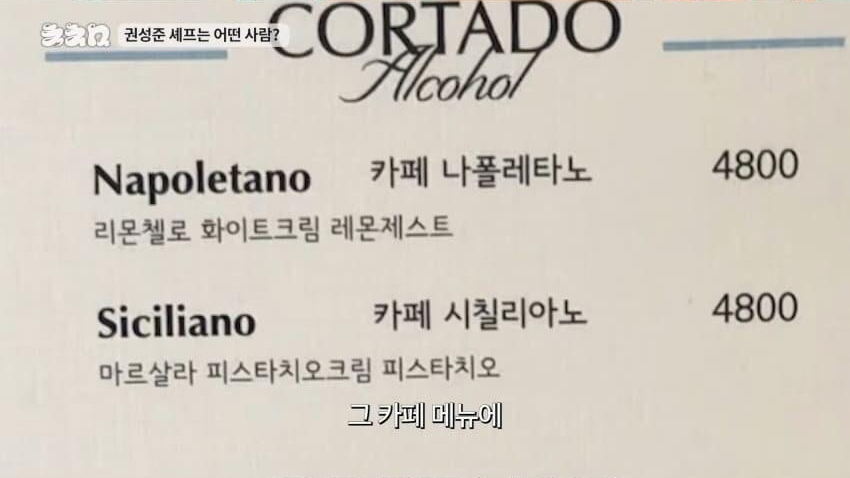 권성준 셰프는 어떤 사람?
CORTADO
Alcohol
Napoletano 카페 나폴레타노 4800
리몬첼로 화이트크림 레몬제스트
Siciliano 카페 시칠리아노 4800
마르살라 피스타치오크림 피스타치오
그 카페 메뉴에